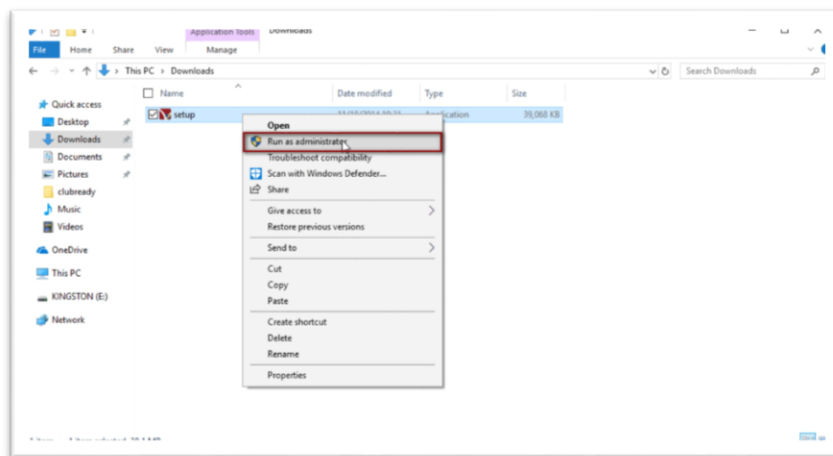 Application Tools Downloads
File Home Share View Manage
This PC > Downloads
Search Downloads
Name Date modified Type Size
Quick access
Desktop
Downloads
Documents
Pictures
clubready
Music
Videos
OneDrive
This PC
KINGSTON (E:)
Network
setup 39,068 KB
Open
Run as administrator
Troubleshoot compatibility
Scan with Windows Defender...
Share
Give access to
Restore previous versions
Send to
Cut
Copy
Paste
Create shortcut
Delete
Rename
Properties